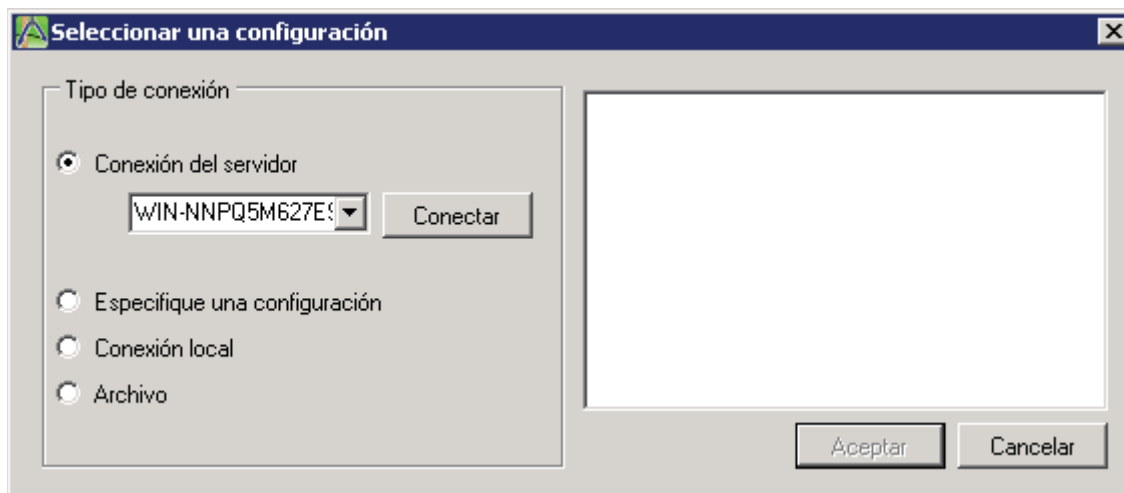 Seleccionar una configuración
Tipo de conexión
Conexión del servidor
WIN-NNPQ5M627E
Conectar
Especifique una configuración
Conexión local
Archivo
Aceptar
Cancelar